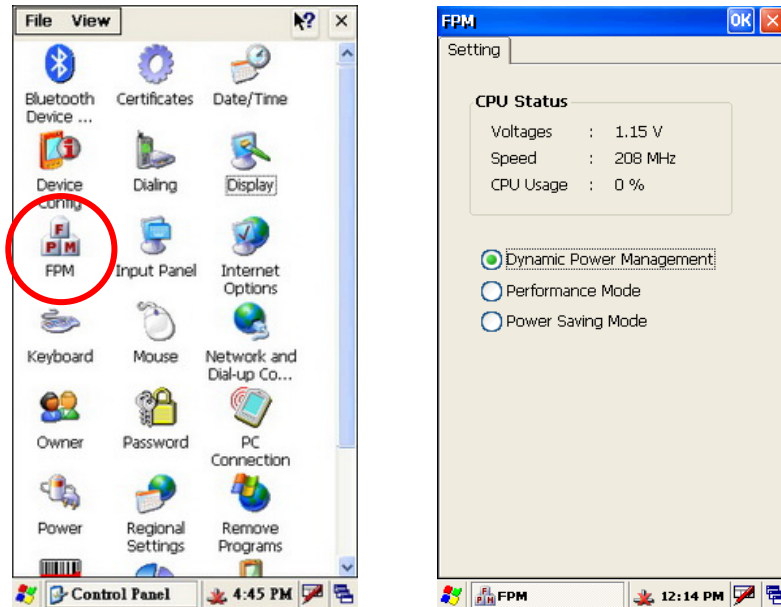 File View
Bluetooth Device ...
Certificates
Date/Time
Device Config
Dialing
Display
F
P M
FPM
Input Panel
Internet Options
Keyboard
Mouse
Network and Dial-up Co...
Owner
Password
PC Connection
Power
Regional Settings
Remove Programs
Control Panel
4:45 PM
FPM
OK
Setting
CPU Status
Voltages : 1.15 V
Speed : 208 MHz
CPU Usage : 0 %
Dynamic Power Management
Performance Mode
Power Saving Mode
FPM
12:14 PM